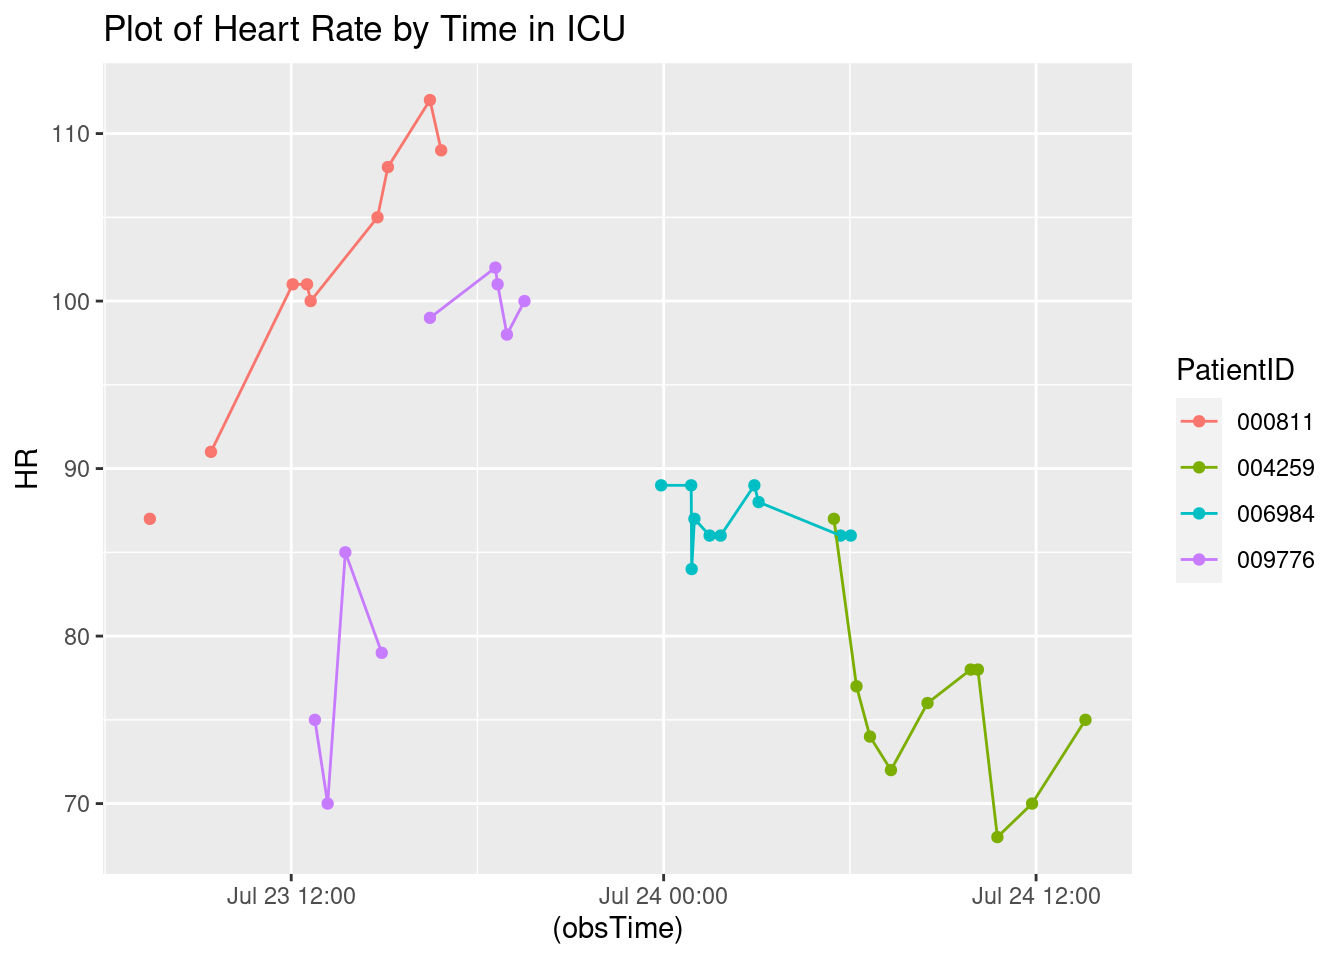 Plot of Heart Rate by Time in ICU
110
100
90
80
70
HR
Jul 23 12:00
Jul 24 00:00
Jul 24 12:00
(obsTime)
PatientID
000811
004259
006984
009776